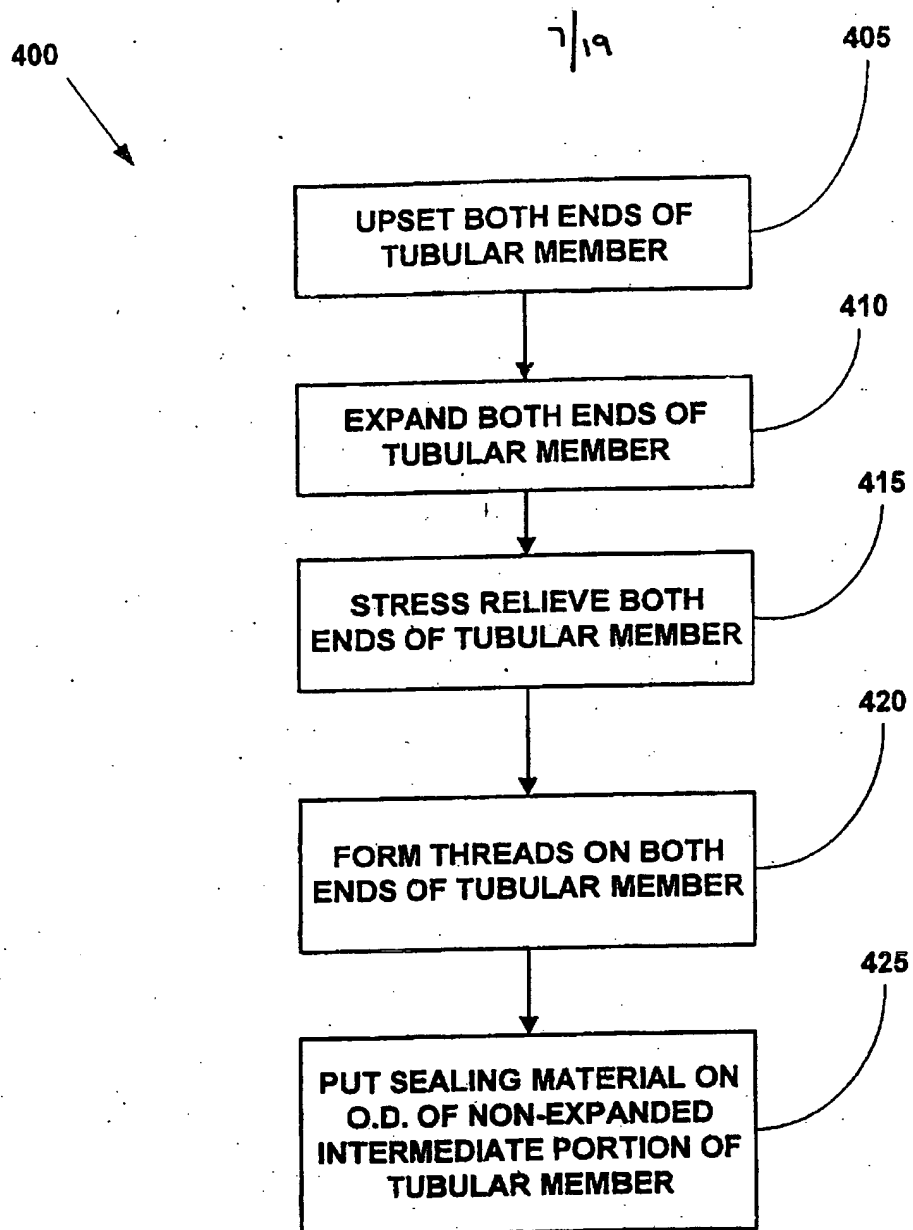 7/19
400
405
UPSET BOTH ENDS OF
TUBULAR MEMBER
410
EXPAND BOTH ENDS OF
TUBULAR MEMBER
415
STRESS RELIEVE BOTH
ENDS OF TUBULAR MEMBER
420
FORM THREADS ON BOTH
ENDS OF TUBULAR MEMBER
425
PUT SEALING MATERIAL ON
O.D. OF NON-EXPANDED
INTERMEDIATE PORTION OF
TUBULAR MEMBER